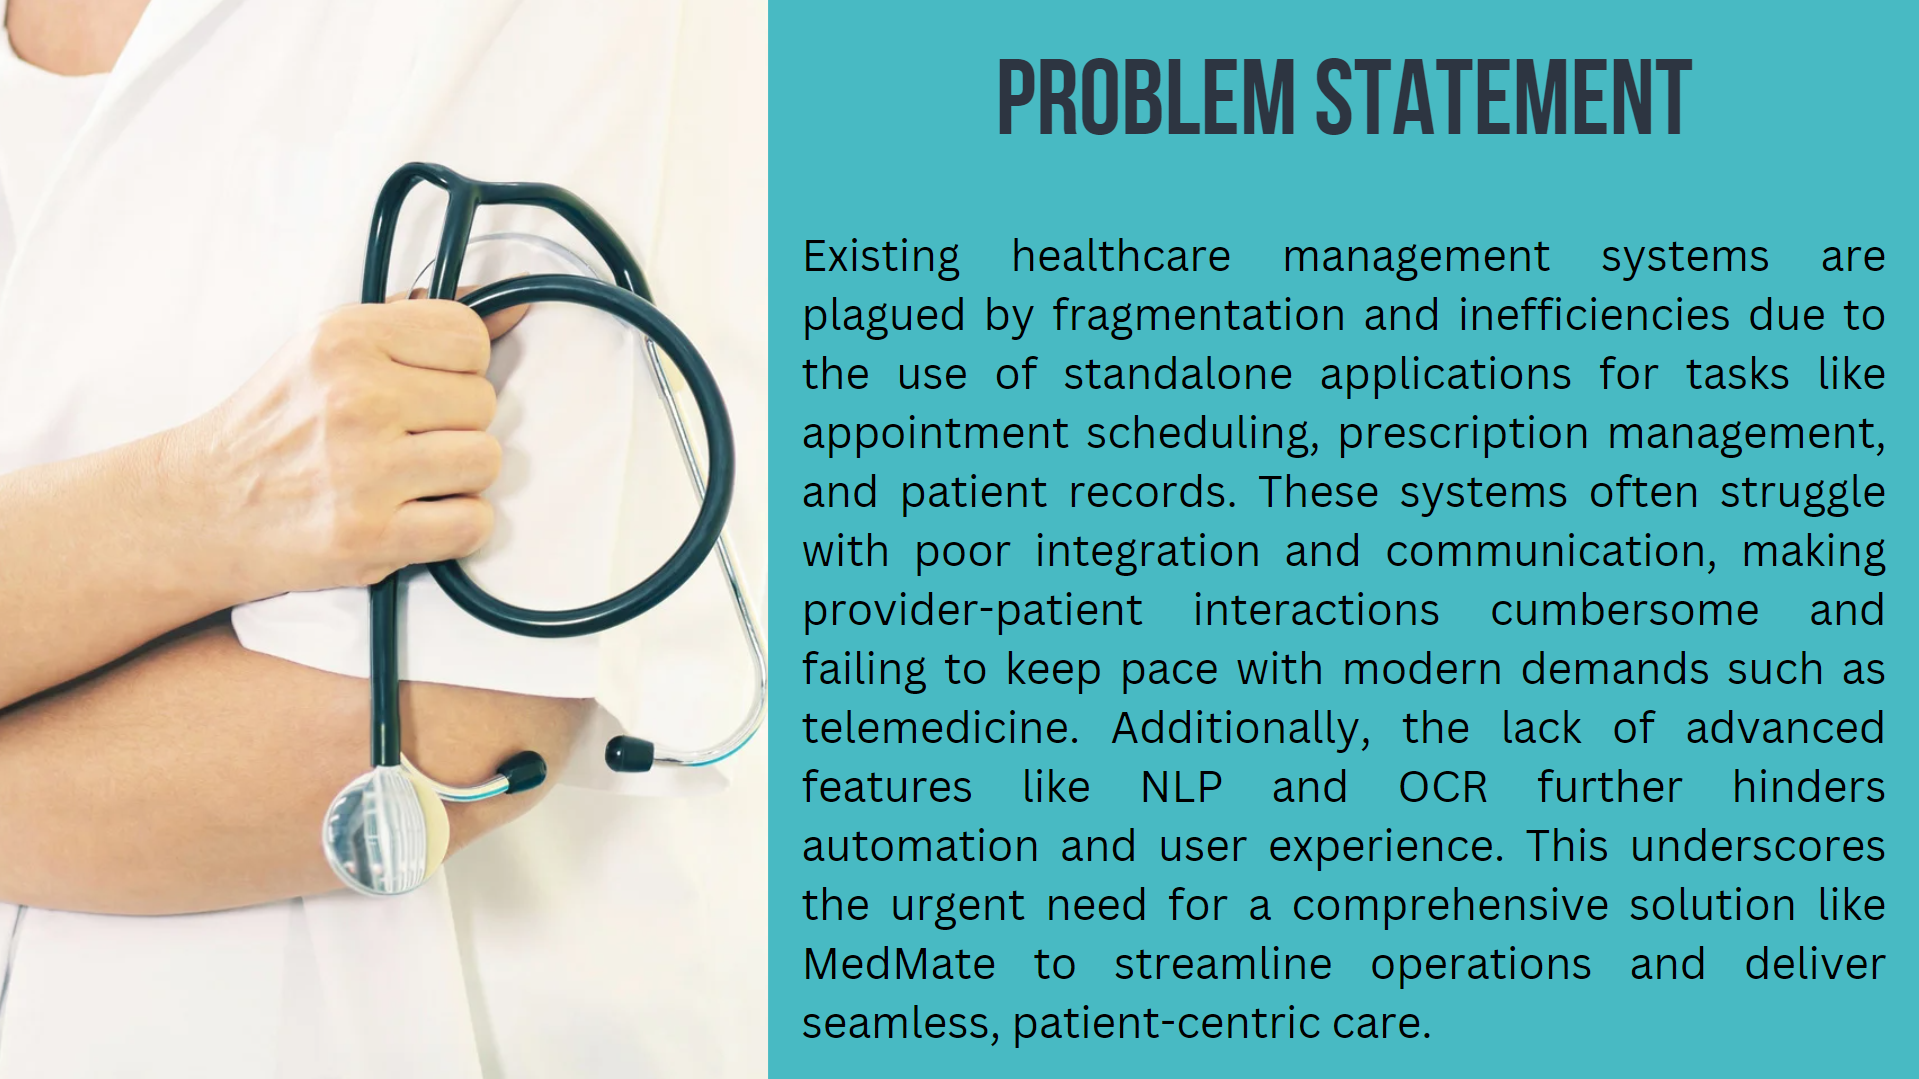 PROBLEM STATEMENT
Existing healthcare management systems are
plagued by fragmentation and inefficiencies due to
the use of standalone applications for tasks like
appointment scheduling, prescription management,
and patient records. These systems often struggle
with poor integration and communication, making
provider-patient interactions cumbersome and
failing to keep pace with modern demands such as
telemedicine. Additionally, the lack of advanced
features like NLP and OCR further hinders
automation and user experience. This underscores
the urgent need for a comprehensive solution like
MedMate to streamline operations and deliver
seamless, patient-centric care.